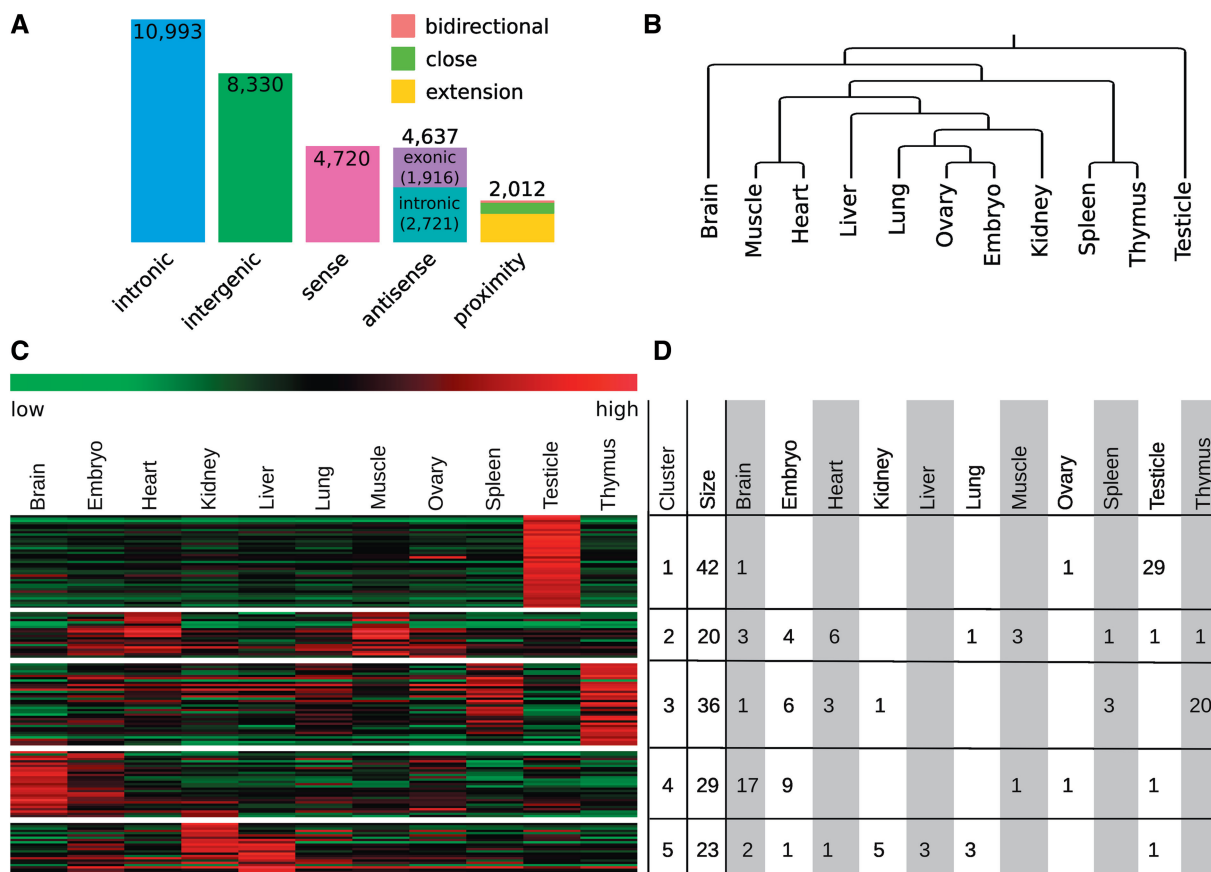 A
10,993
8,330
4,720
4,637
exonic
(1,916)
intronic
(2,721)
2,012
bidirectional
close
extension
intronic
intergenic
sense
antisense
proximity
B
Brain
Muscle
Heart
Liver
Lung
Ovary
Embryo
Kidney
Spleen
Thymus
Testicle
C
low
high
Brain
Embryo
Heart
Kidney
Liver
Lung
Muscle
Ovary
Spleen
Testicle
Thymus
D
Cluster Size Brain Embryo Heart Kidney Liver Lung Muscle Ovary Spleen Testicle Thymus
1 42 1 1 29
2 20 3 4 6 1 3 1 1 1
3 36 1 6 3 1 3 20
4 29 17 9 1 1 1
5 23 2 1 1 5 3 3 1